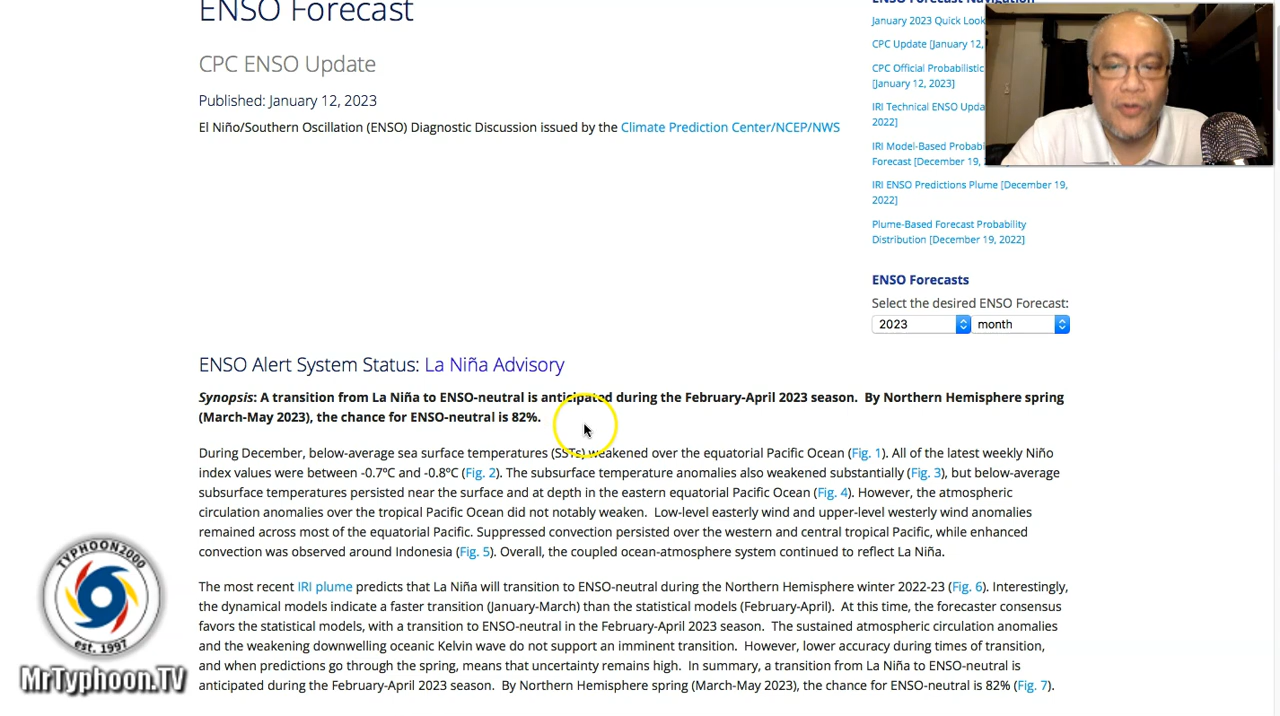 ENSO Forecast
CPC ENSO Update
Published: January 12, 2023
El Niño/Southern Oscillation (ENSO) Diagnostic Discussion issued by the Climate Prediction Center/NCEP/NWS
ENSO Forecast Navigation
January 2023 Quick Look
CPC Update [January 12,
CPC Official Probabilistic
[January 12, 2023]
IRI Technical ENSO Upda
2022]
IRI Model-Based Probabi
Forecast [December 19,
IRI ENSO Predictions Plume [December 19,
2022]
Plume-Based Forecast Probability
Distribution [December 19, 2022]
ENSO Forecasts
Select the desired ENSO Forecast:
2023 month
ENSO Alert System Status: La Niña Advisory
Synopsis: A transition from La Niña to ENSO-neutral is anticipated during the February-April 2023 season. By Northern Hemisphere spring
(March-May 2023), the chance for ENSO-neutral is 82%.
During December, below-average sea surface temperatures (SSTs) weakened over the equatorial Pacific Ocean (Fig. 1). All of the latest weekly Niño
index values were between -0.7ºC and -0.8ºC (Fig. 2). The subsurface temperature anomalies also weakened substantially (Fig. 3), but below-average
subsurface temperatures persisted near the surface and at depth in the eastern equatorial Pacific Ocean (Fig. 4). However, the atmospheric
circulation anomalies over the tropical Pacific Ocean did not notably weaken. Low-level easterly wind and upper-level westerly wind anomalies
remained across most of the equatorial Pacific. Suppressed convection persisted over the western and central tropical Pacific, while enhanced
convection was observed around Indonesia (Fig. 5). Overall, the coupled ocean-atmosphere system continued to reflect La Niña.
The most recent IRI plume predicts that La Niña will transition to ENSO-neutral during the Northern Hemisphere winter 2022-23 (Fig. 6). Interestingly,
the dynamical models indicate a faster transition (January-March) than the statistical models (February-April). At this time, the forecaster consensus
favors the statistical models, with a transition to ENSO-neutral in the February-April 2023 season. The sustained atmospheric circulation anomalies
and the weakening downwelling oceanic Kelvin wave do not support an imminent transition. However, lower accuracy during times of transition,
and when predictions go through the spring, means that uncertainty remains high. In summary, a transition from La Niña to ENSO-neutral is
anticipated during the February-April 2023 season. By Northern Hemisphere spring (March-May 2023), the chance for ENSO-neutral is 82% (Fig. 7).
TYPHOON2000
est. 1997
MrTyphoon.TV